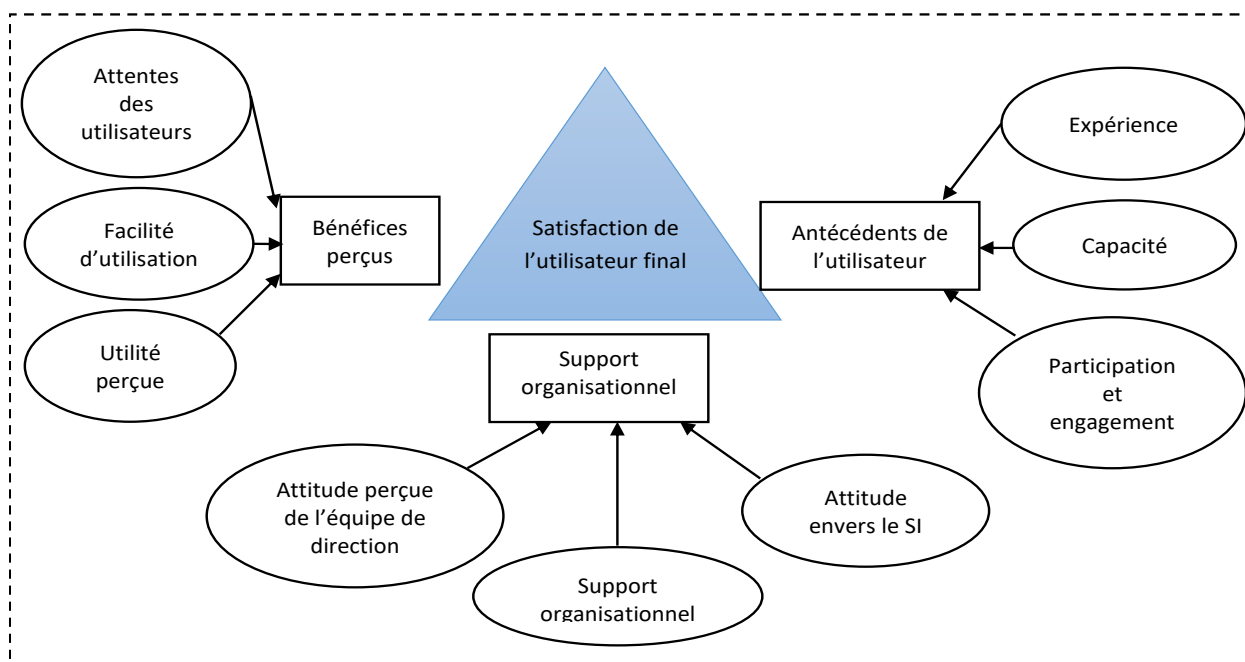 Attentes
des
utilisateurs
Facilité
d’utilisation
Utilité
perçue
Bénéfices
perçus
Satisfaction de
l’utilisateur final
Antécédents de
l’utilisateur
Expérience
Capacité
Participation
et
engagement
Support
organisationnel
Attitude perçue
de l’équipe de
direction
Support
organisationnel
Attitude
envers le SI